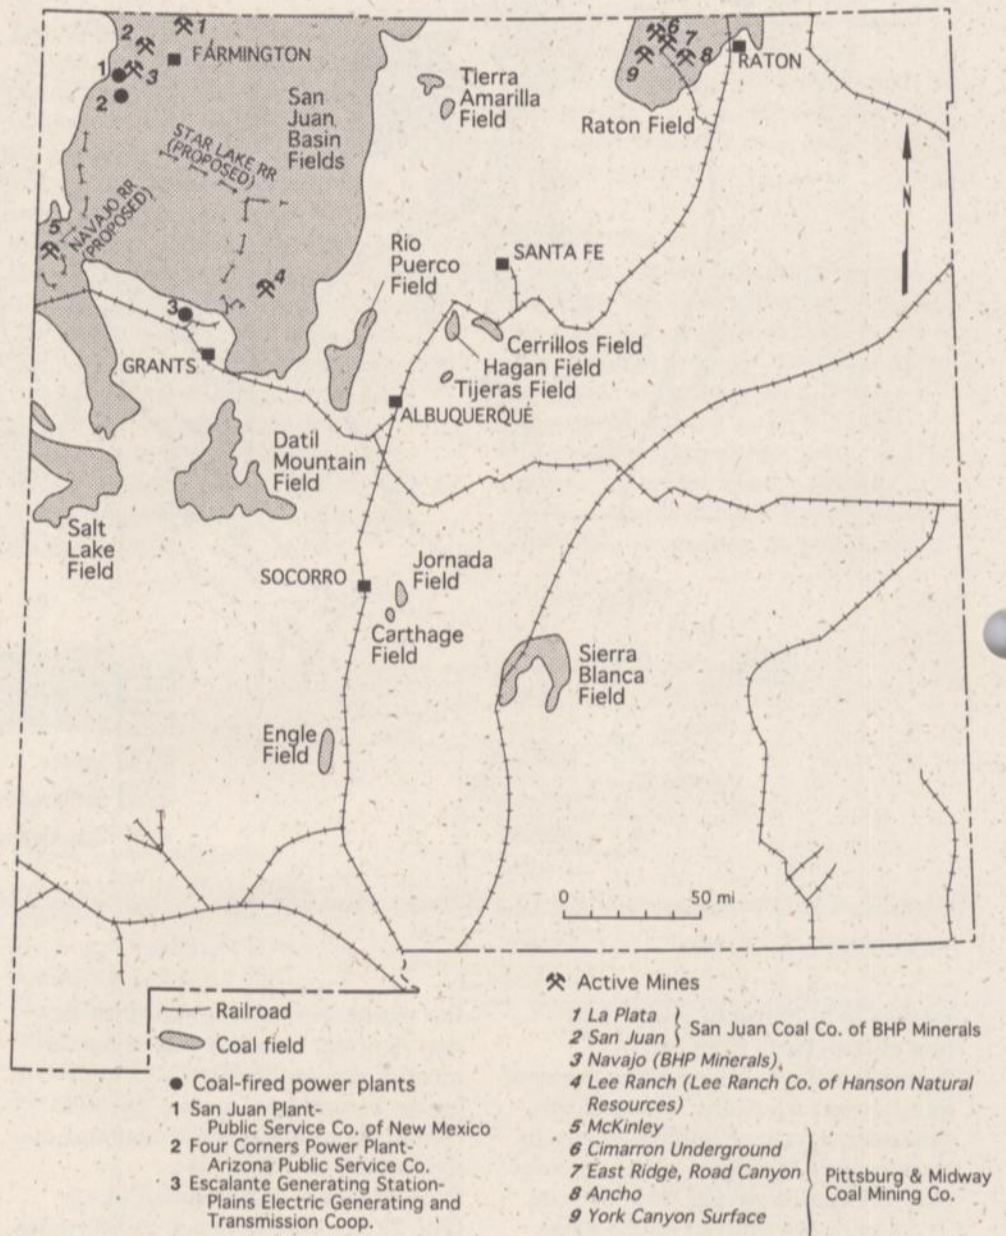 1
2
FARMINGTON
1
3
2
San
Juan
Basin
Fields
STAR LAKE RR
(PROPOSED)
NAVAJO RR
(PROPOSED)
5
4
3
GRANTS
Tierra
Amarilla
Field
6
7
8
9
RATON
Raton Field
N
Rio
Puerco
Field
SANTA FE
Cerrillos Field
Hagan Field
Tijeras Field
ALBUQUERQUE
Datil
Mountain
Field
Salt
Lake
Field
SOCORRO
Jornada
Field
Carthage
Field
Sierra
Blanca
Field
Engle
Field
0 50 mi
Railroad
Coal field
Coal-fired power plants
1 San Juan Plant-
Public Service Co. of New Mexico
2 Four Corners Power Plant-
Arizona Public Service Co.
3 Escalante Generating Station-
Plains Electric Generating and
Transmission Coop.
Active Mines
1 La Plata
2 San Juan
San Juan Coal Co. of BHP Minerals
3 Navajo (BHP Minerals)
4 Lee Ranch (Lee Ranch Co. of Hanson Natural
Resources)
5 McKinley
6 Cimarron Underground
7 East Ridge, Road Canyon
8 Ancho
9 York Canyon Surface
Pittsburg & Midway
Coal Mining Co.